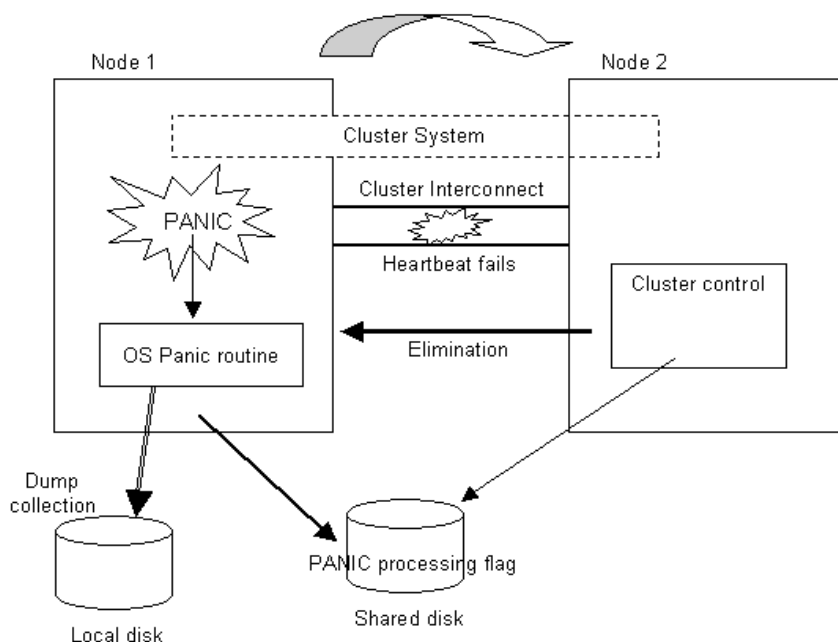 Node 1
Node 2
Cluster System
Cluster Interconnect
PANIC
Heartbeat fails
Cluster control
OS Panic routine
Elimination
Dump
collection
PANIC processing flag
Shared disk
Local disk